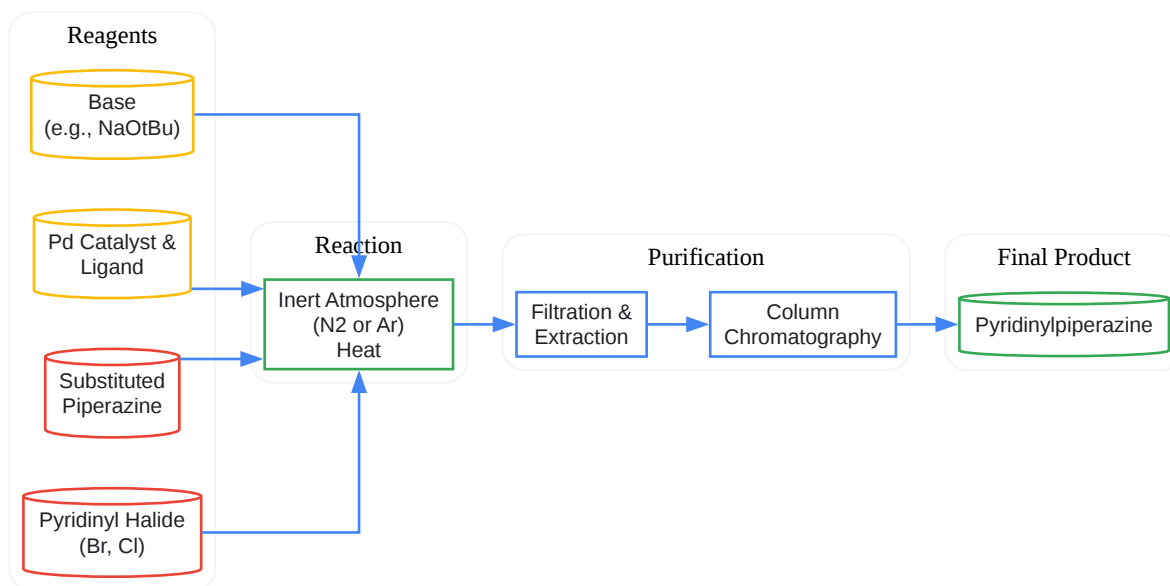 Reagents
Base
(e.g., NaOtBu)
Pd Catalyst &
Ligand
Substituted
Piperazine
Pyridinyl Halide
(Br, Cl)
Reaction
Inert Atmosphere
(N2 or Ar)
Heat
Purification
Filtration &
Extraction
Column
Chromatography
Final Product
Pyridinylpiperazine